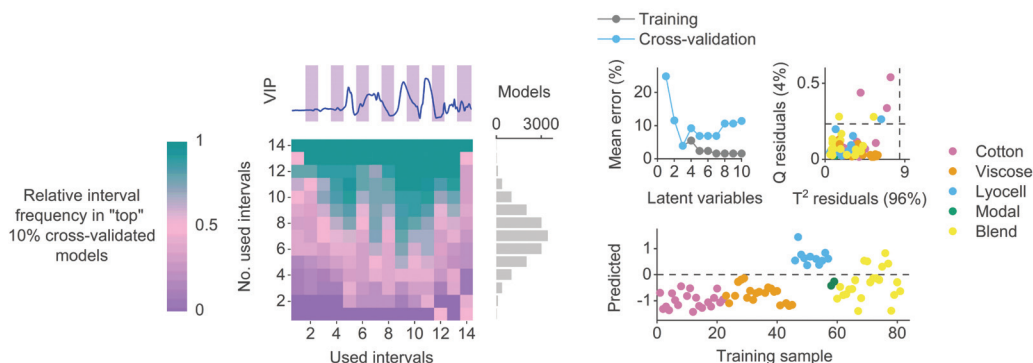 Relative interval
frequency in "top"
10% cross-validated
models
1
0.5
0
VIP
No. used intervals
14
12
10
8
6
4
2
2 4 6 8 10 12 14
Used intervals
Models
0
3000
Training
Cross-validation
Mean error (%)
20
10
0
0 2 4 6 8 10
Latent variables
Q residuals (4%)
0.5
0
0 9
T² residuals (96%)
Cotton
Viscose
Lyocell
Modal
Blend
Predicted
1
0
-1
0 20 40 60 80
Training sample